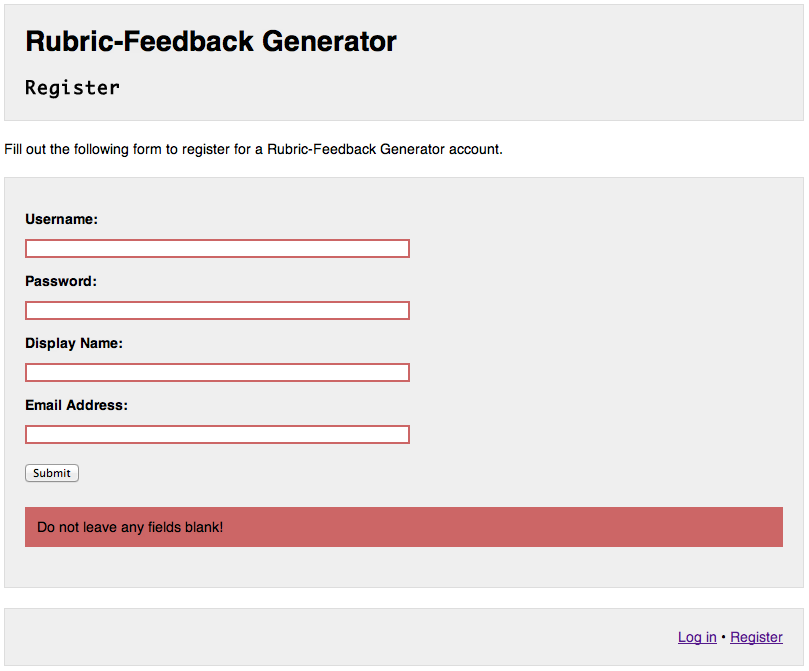 Rubric-Feedback Generator
Register
Fill out the following form to register for a Rubric-Feedback Generator account.
Username:
Password:
Display Name:
Email Address:
Submit
Do not leave any fields blank!
Log in • Register